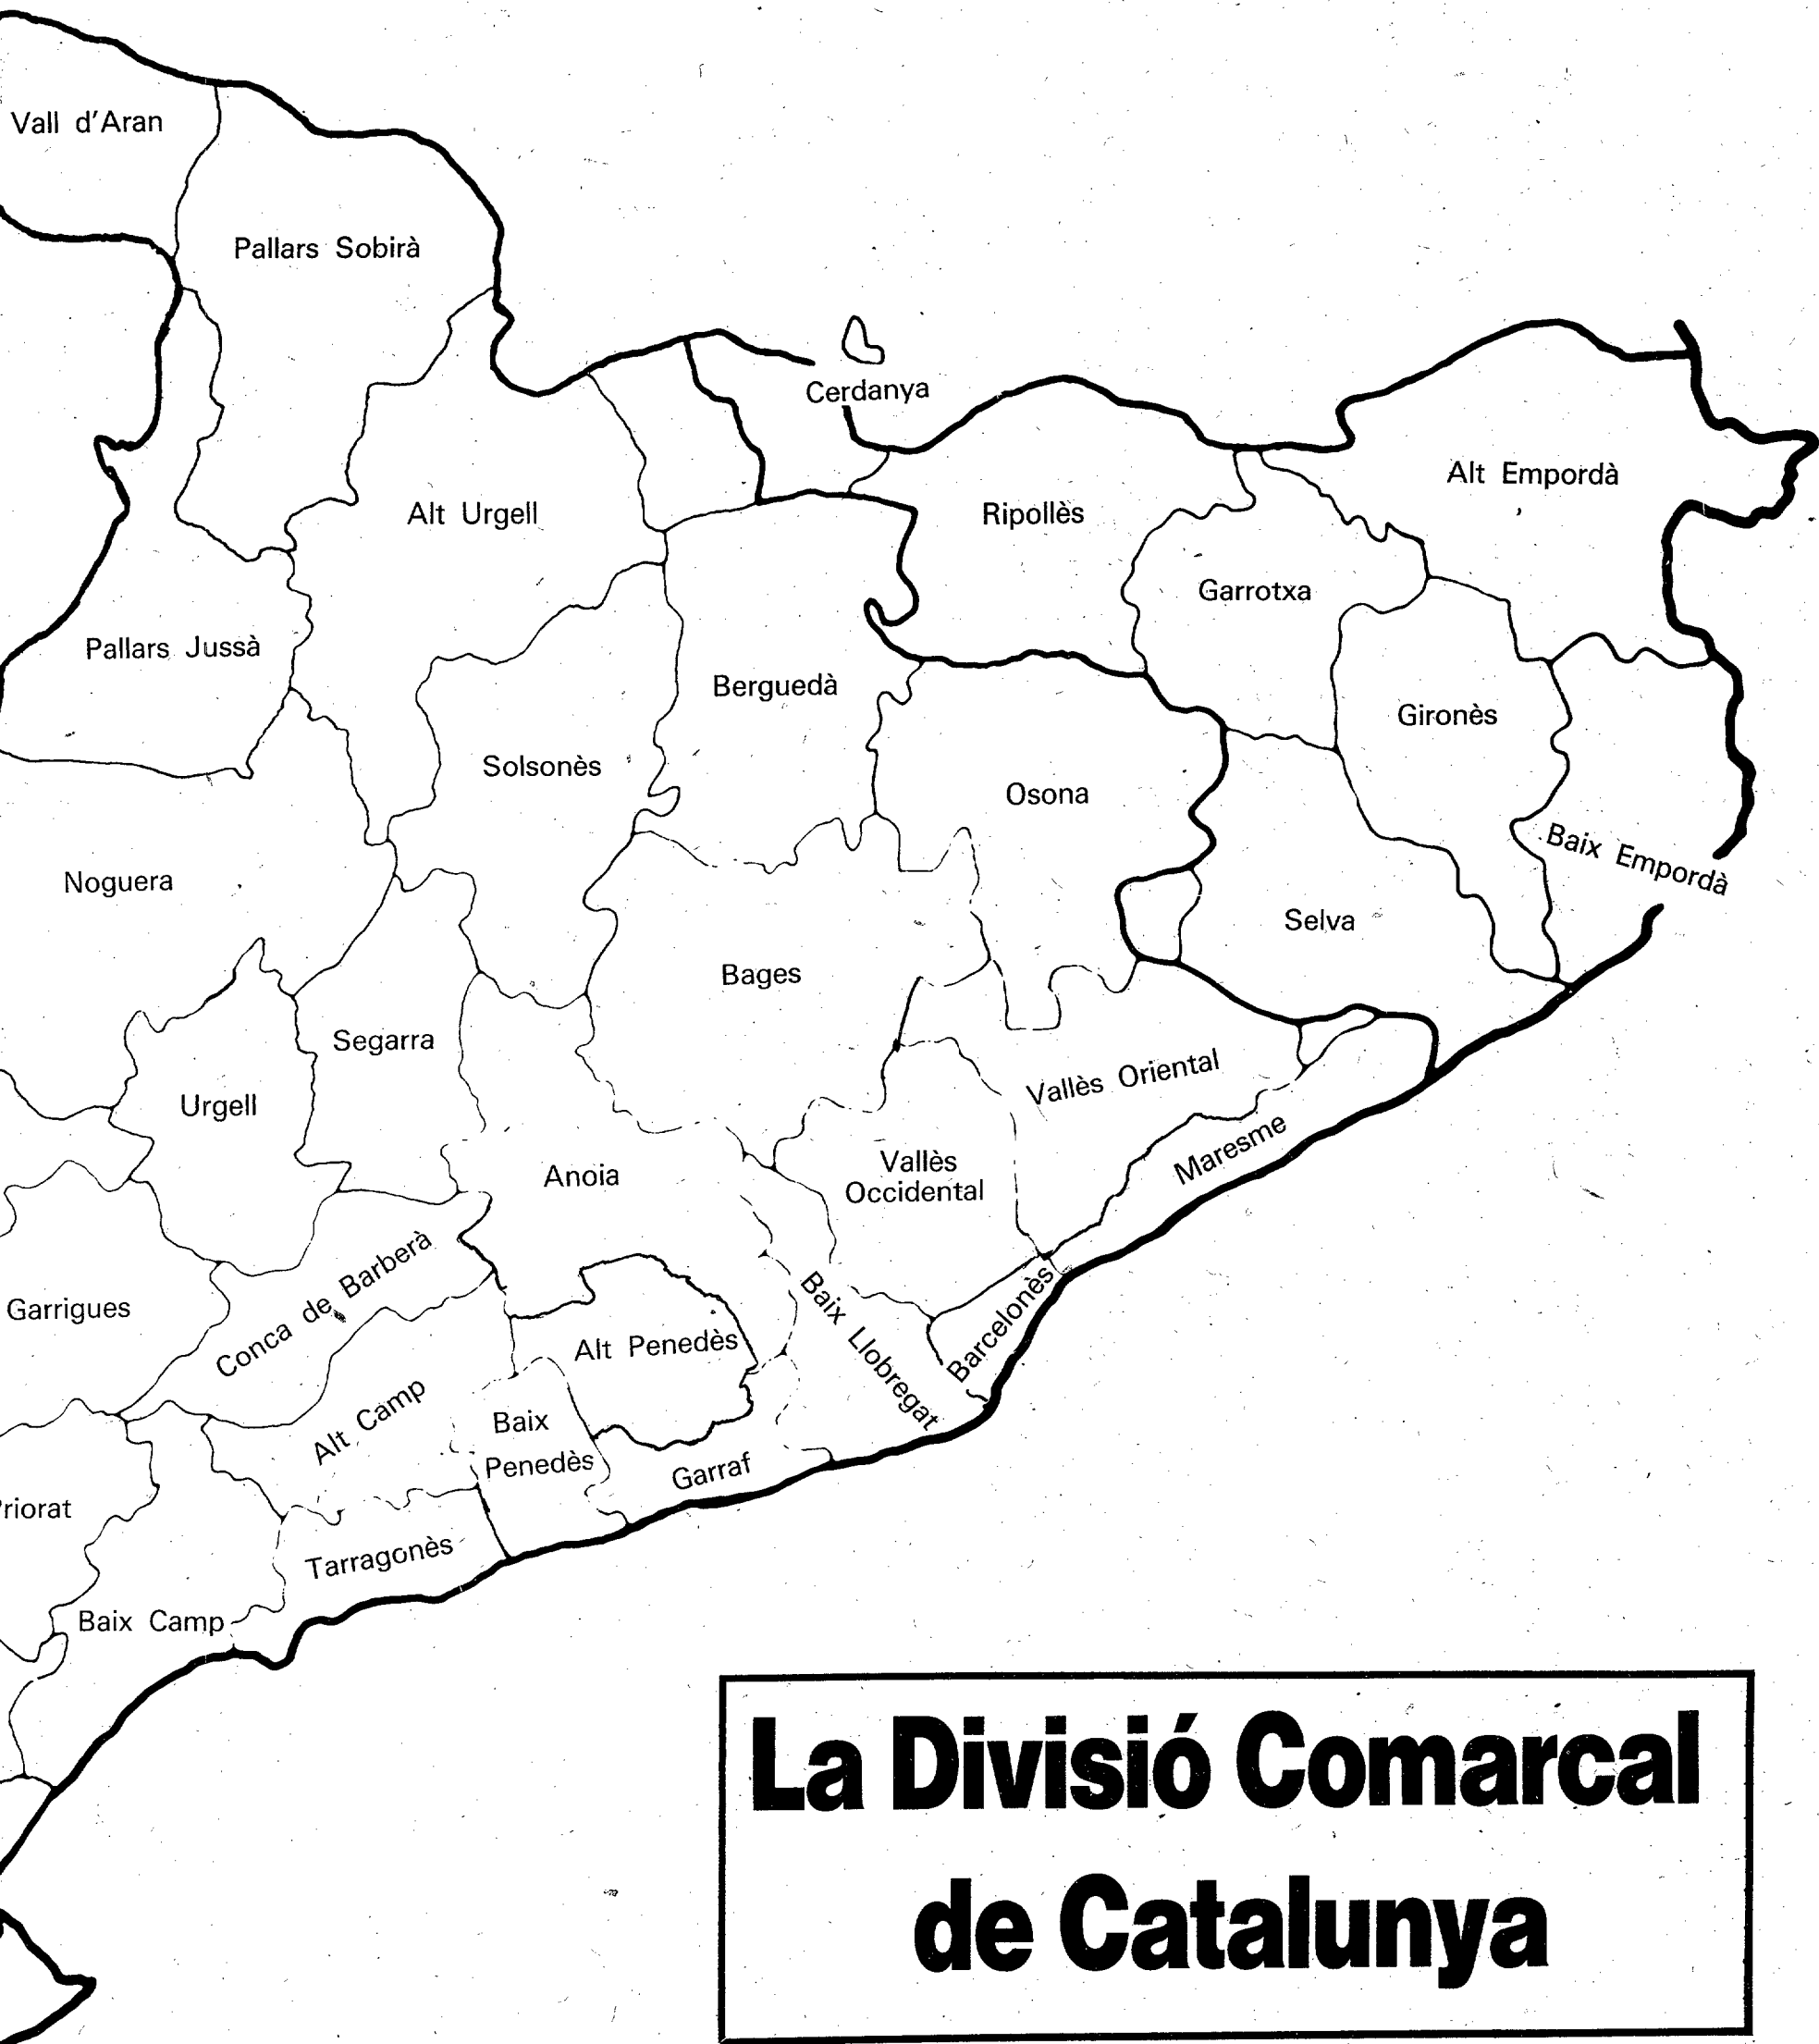 Vall d'Aran
Pallars Sobirà
Cerdanya
Alt Empordà
Alt Urgell
Ripollès
Garrotxa
Pallars Jussà
Berguedà
Gironès
Solsonès
Osona
Baix Empordà
Noguera
Selva
Bages
Segarra
Vallès Oriental
Urgell
Maresme
Vallès
Occidental
Anoia
Conca de Barberà
Garrigues
Baix Llobregat
Barcelonès
Alt Penedès
Alt Camp
Baix
Penedès
Garraf
riorat
Tarragonès
Baix Camp
La Divisió Comarcal
de Catalunya